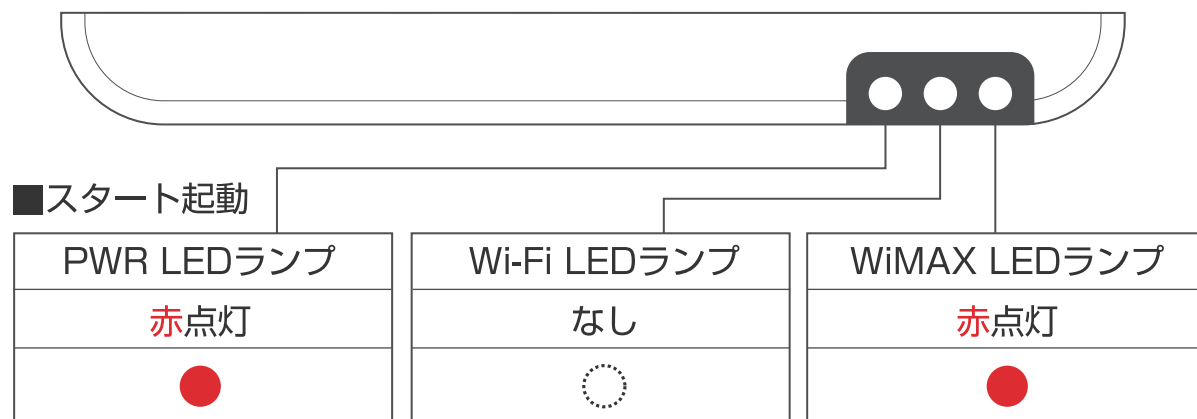 ■スタート起動
PWR LEDランプ
Wi-Fi LEDランプ
WiMAX LEDランプ
赤点灯
なし
赤点灯